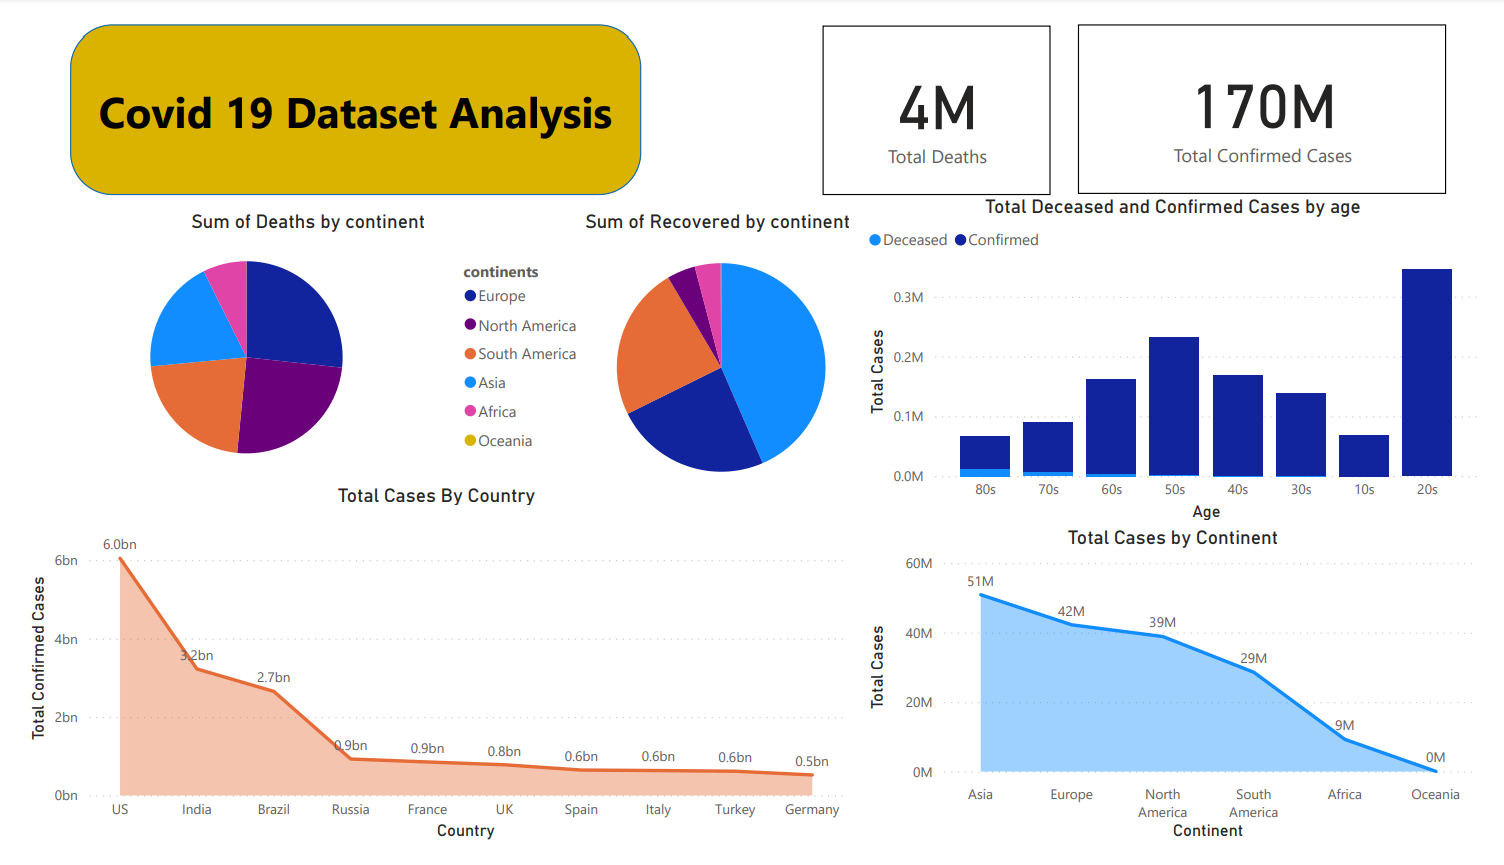 Covid 19 Dataset Analysis
4M
Total Deaths
170M
Total Confirmed Cases
Sum of Deaths by continent
continents
Europe
North America
South America
Asia
Africa
Oceania
Sum of Recovered by continent
Total Deceased and Confirmed Cases by age
Deceased Confirmed
Total Cases
0.3M
0.2M
0.1M
0.0M
80s 70s 60s 50s 40s 30s 10s 20s
Age
Total Cases By Country
Total Confirmed Cases
6bn
4bn
2bn
0bn
6.0bn
3.2bn
2.7bn
0.9bn
0.9bn
0.8bn
0.6bn
0.6bn
0.6bn
0.5bn
US India Brazil Russia France UK Spain Italy Turkey Germany
Country
Total Cases by Continent
Total Cases
60M
40M
20M
0M
51M
42M
39M
29M
9M
0M
Asia Europe North America South America Africa Oceania
Continent